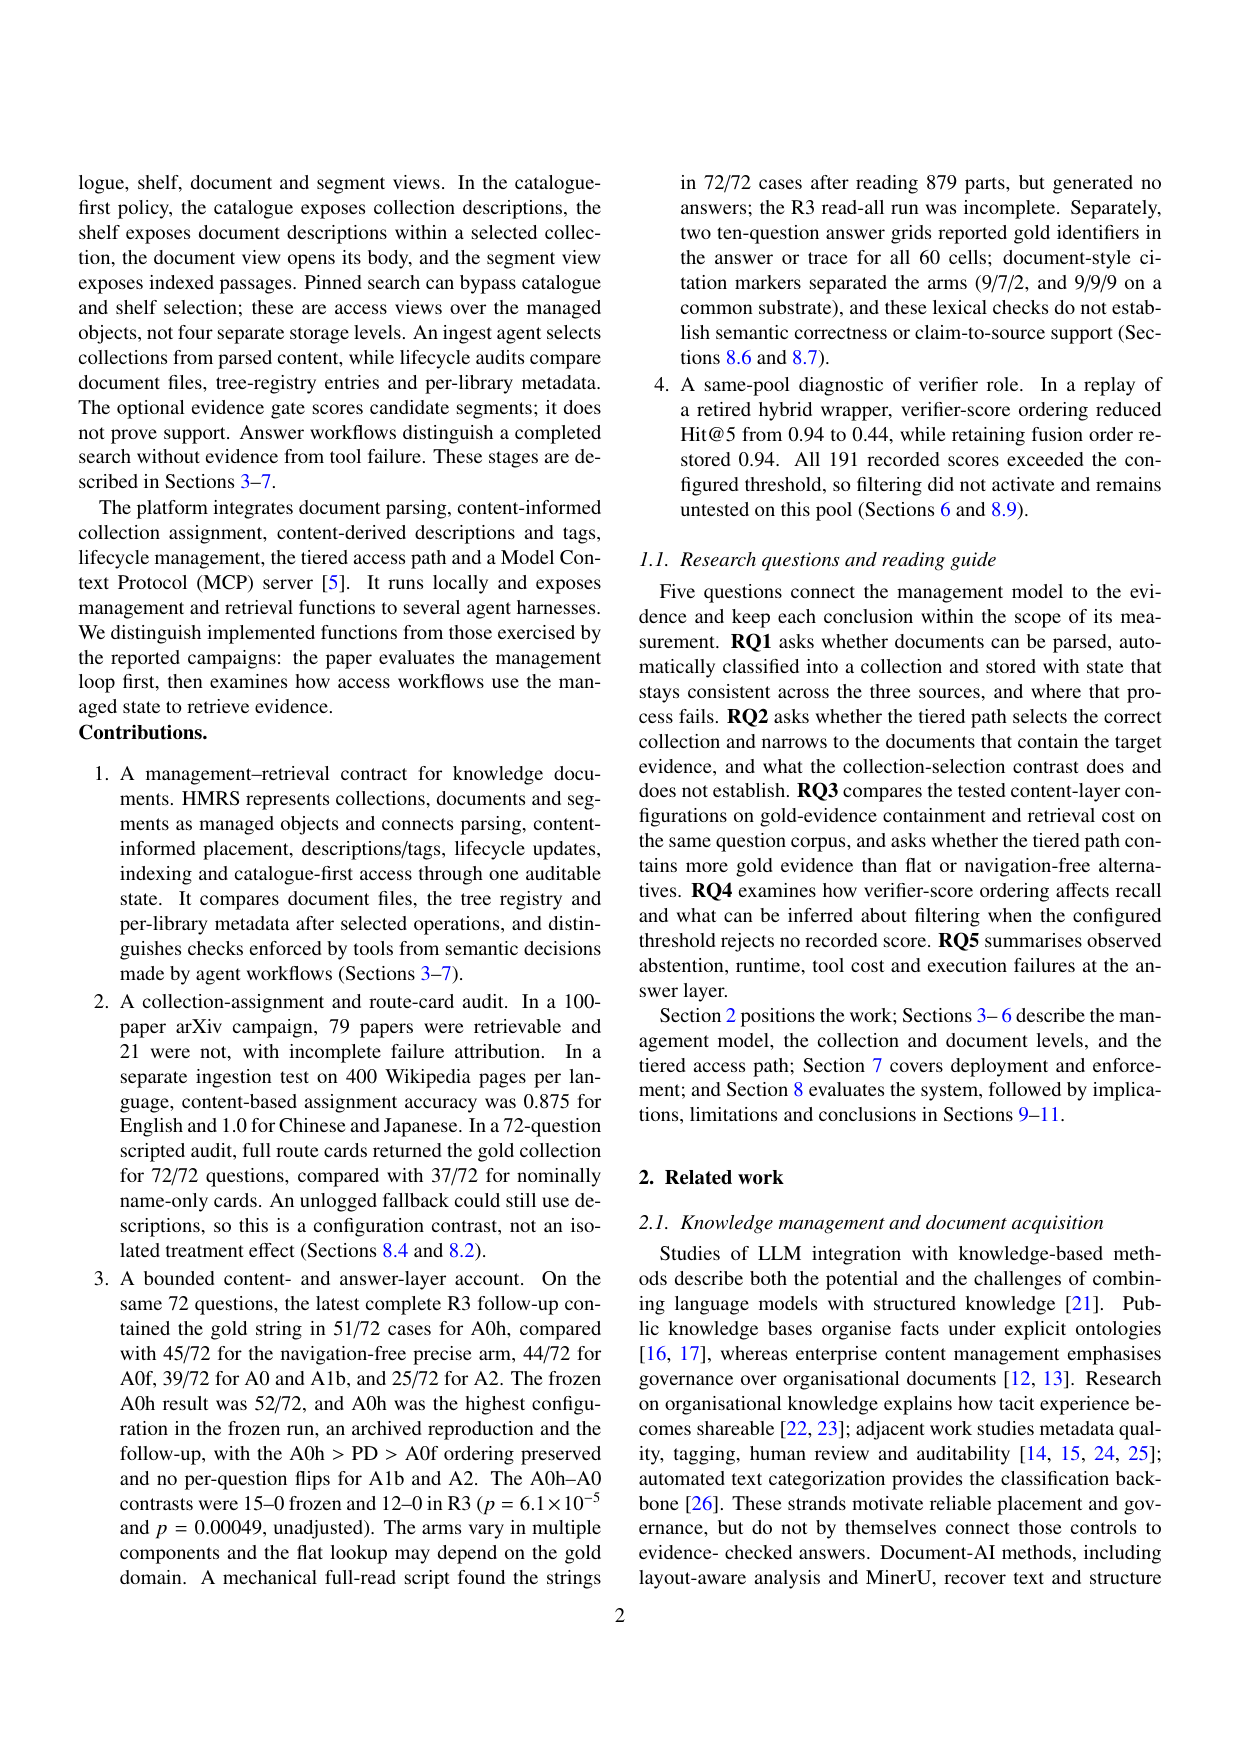 logue, shelf, document and segment views. In the catalogue-
first policy, the catalogue exposes collection descriptions, the
shelf exposes document descriptions within a selected collec-
tion, the document view opens its body, and the segment view
exposes indexed passages. Pinned search can bypass catalogue
and shelf selection; these are access views over the managed
objects, not four separate storage levels. An ingest agent selects
collections from parsed content, while lifecycle audits compare
document files, tree-registry entries and per-library metadata.
The optional evidence gate scores candidate segments; it does
not prove support. Answer workflows distinguish a completed
search without evidence from tool failure. These stages are de-
scribed in Sections 3–7.
The platform integrates document parsing, content-informed
collection assignment, content-derived descriptions and tags,
lifecycle management, the tiered access path and a Model Con-
text Protocol (MCP) server [5]. It runs locally and exposes
management and retrieval functions to several agent harnesses.
We distinguish implemented functions from those exercised by
the reported campaigns: the paper evaluates the management
loop first, then examines how access workflows use the man-
aged state to retrieve evidence.
Contributions.
1. A management–retrieval contract for knowledge docu-
ments. HMRS represents collections, documents and seg-
ments as managed objects and connects parsing, content-
informed placement, descriptions/tags, lifecycle updates,
indexing and catalogue-first access through one auditable
state. It compares document files, the tree registry and
per-library metadata after selected operations, and distin-
guishes checks enforced by tools from semantic decisions
made by agent workflows (Sections 3–7).
2. A collection-assignment and route-card audit. In a 100-
paper arXiv campaign, 79 papers were retrievable and
21 were not, with incomplete failure attribution. In a
separate ingestion test on 400 Wikipedia pages per lan-
guage, content-based assignment accuracy was 0.875 for
English and 1.0 for Chinese and Japanese. In a 72-question
scripted audit, full route cards returned the gold collection
for 72/72 questions, compared with 37/72 for nominally
name-only cards. An unlogged fallback could still use de-
scriptions, so this is a configuration contrast, not an iso-
lated treatment effect (Sections 8.4 and 8.2).
3. A bounded content- and answer-layer account. On the
same 72 questions, the latest complete R3 follow-up con-
tained the gold string in 51/72 cases for A0h, compared
with 45/72 for the navigation-free precise arm, 44/72 for
A0f, 39/72 for A0 and A1b, and 25/72 for A2. The frozen
A0h result was 52/72, and A0h was the highest configu-
ration in the frozen run, an archived reproduction and the
follow-up, with the A0h > PD > A0f ordering preserved
and no per-question flips for A1b and A2. The A0h–A0
contrasts were 15–0 frozen and 12–0 in R3 (p = 6.1×10−5
and p = 0.00049, unadjusted). The arms vary in multiple
components and the flat lookup may depend on the gold
domain. A mechanical full-read script found the strings
in 72/72 cases after reading 879 parts, but generated no
answers; the R3 read-all run was incomplete. Separately,
two ten-question answer grids reported gold identifiers in
the answer or trace for all 60 cells; document-style ci-
tation markers separated the arms (9/7/2, and 9/9/9 on a
common substrate), and these lexical checks do not estab-
lish semantic correctness or claim-to-source support (Sec-
tions 8.6 and 8.7).
4. A same-pool diagnostic of verifier role. In a replay of
a retired hybrid wrapper, verifier-score ordering reduced
Hit@5 from 0.94 to 0.44, while retaining fusion order re-
stored 0.94. All 191 recorded scores exceeded the con-
figured threshold, so filtering did not activate and remains
untested on this pool (Sections 6 and 8.9).
1.1. Research questions and reading guide
Five questions connect the management model to the evi-
dence and keep each conclusion within the scope of its mea-
surement. RQ1 asks whether documents can be parsed, auto-
matically classified into a collection and stored with state that
stays consistent across the three sources, and where that pro-
cess fails. RQ2 asks whether the tiered path selects the correct
collection and narrows to the documents that contain the target
evidence, and what the collection-selection contrast does and
does not establish. RQ3 compares the tested content-layer con-
figurations on gold-evidence containment and retrieval cost on
the same question corpus, and asks whether the tiered path con-
tains more gold evidence than flat or navigation-free alterna-
tives. RQ4 examines how verifier-score ordering affects recall
and what can be inferred about filtering when the configured
threshold rejects no recorded score. RQ5 summarises observed
abstention, runtime, tool cost and execution failures at the an-
swer layer.
Section 2 positions the work; Sections 3– 6 describe the man-
agement model, the collection and document levels, and the
tiered access path; Section 7 covers deployment and enforce-
ment; and Section 8 evaluates the system, followed by implica-
tions, limitations and conclusions in Sections 9–11.
2. Related work
2.1. Knowledge management and document acquisition
Studies of LLM integration with knowledge-based meth-
ods describe both the potential and the challenges of combin-
ing language models with structured knowledge [21]. Pub-
lic knowledge bases organise facts under explicit ontologies
[16, 17], whereas enterprise content management emphasises
governance over organisational documents [12, 13]. Research
on organisational knowledge explains how tacit experience be-
comes shareable [22, 23]; adjacent work studies metadata qual-
ity, tagging, human review and auditability [14, 15, 24, 25];
automated text categorization provides the classification back-
bone [26]. These strands motivate reliable placement and gov-
ernance, but do not by themselves connect those controls to
evidence- checked answers. Document-AI methods, including
layout-aware analysis and MinerU, recover text and structure
2